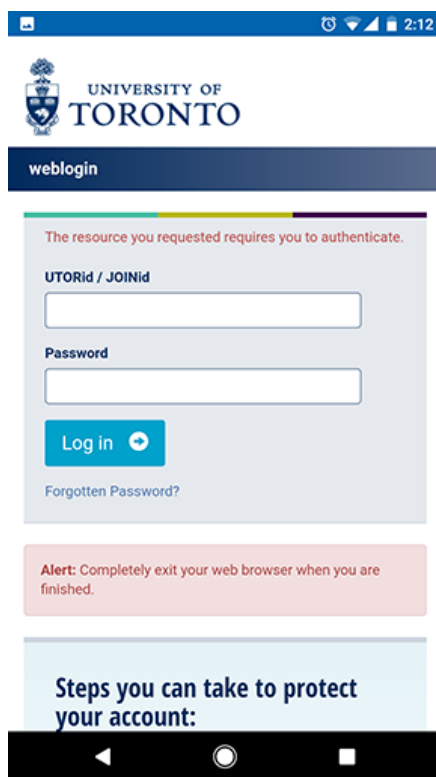 2:12
UNIVERSITY OF
TORONTO
weblogin
The resource you requested requires you to authenticate.
UTORid / JOINid
Password
Log in
Forgotten Password?
Alert: Completely exit your web browser when you are
finished.
Steps you can take to protect
your account: